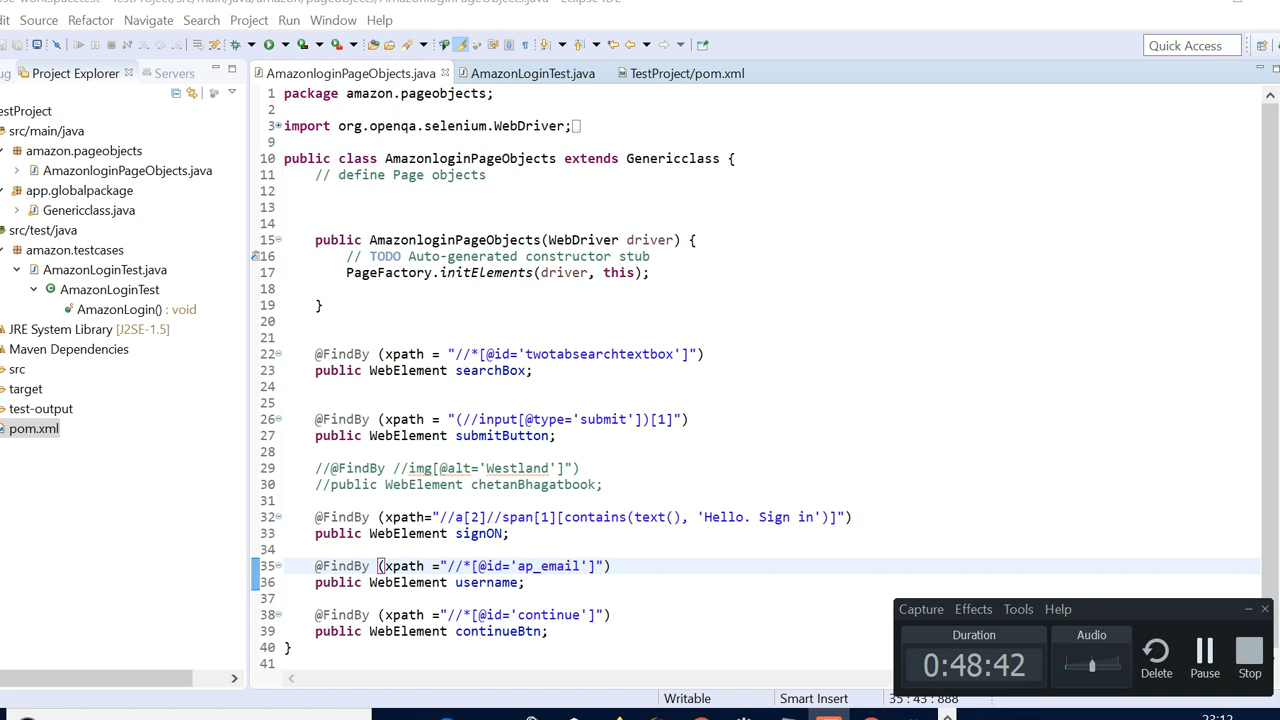 dit Source Refactor Navigate Search Project Run Window Help
Quick Access
ug Project Explorer Servers
AmazonloginPageObjects.java AmazonLoginTest.java TestProject/pom.xml
estProject
src/main/java
amazon.pageobjects
AmazonloginPageObjects.java
app.globalpackage
Genericclass.java
src/test/java
amazon.testcases
AmazonLoginTest.java
AmazonLoginTest
AmazonLogin() : void
JRE System Library [J2SE-1.5]
Maven Dependencies
src
target
test-output
pom.xml
1 package amazon.pageobjects;
2
3 import org.openqa.selenium.WebDriver;
9
10 public class AmazonloginPageObjects extends Genericclass {
11 // define Page objects
12
13
14
15 public AmazonloginPageObjects(WebDriver driver) {
16 // TODO Auto-generated constructor stub
17 PageFactory.initElements(driver, this);
18
19 }
20
21
22 @FindBy (xpath = "//*[@id='twotabsearchtextbox']")
23 public WebElement searchBox;
24
25
26 @FindBy (xpath = "(//input[@type='submit'])[1]")
27 public WebElement submitButton;
28
29 //@FindBy //img[@alt='Westland']")
30 //public WebElement chetanBhagatbook;
31
32 @FindBy (xpath="//a[2]//span[1][contains(text(), 'Hello. Sign in')]")
33 public WebElement signON;
34
35 @FindBy (xpath ="//*[@id='ap_email']")
36 public WebElement username;
37
38 @FindBy (xpath ="//*[@id='continue']")
39 public WebElement continueBtn;
40 }
41
Capture Effects Tools Help
Duration
0:48:42
Audio
Delete Pause Stop
Writable Smart Insert 35 : 43 : 888